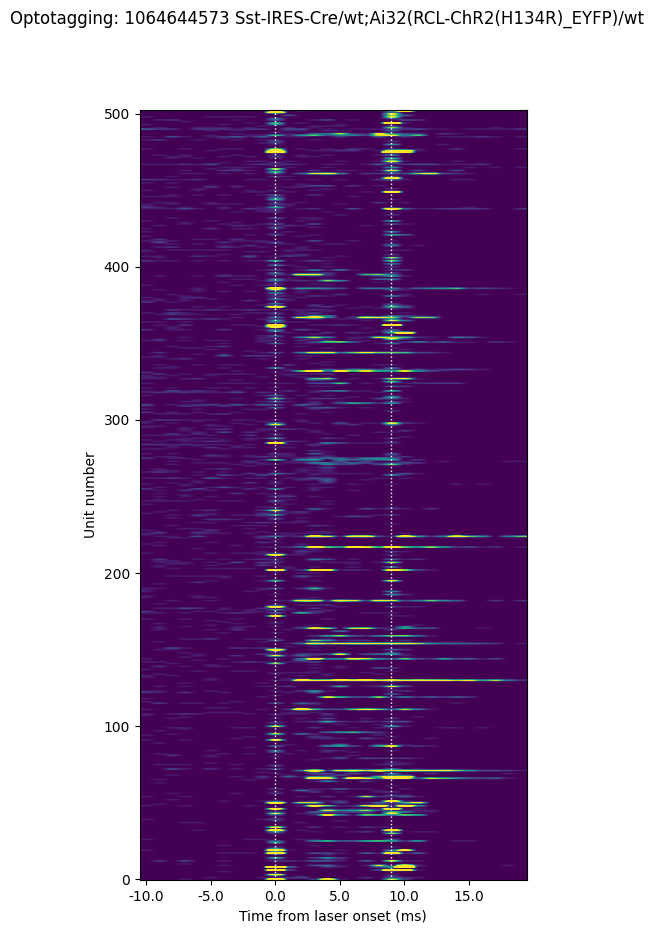 Optotagging: 1064644573 Sst-IRES-Cre/wt;Ai32(RCL-ChR2(H134R)_EYFP)/wt
500
400
300
200
100
0
Unit number
-10.0 -5.0 0.0 5.0 10.0 15.0
Time from laser onset (ms)